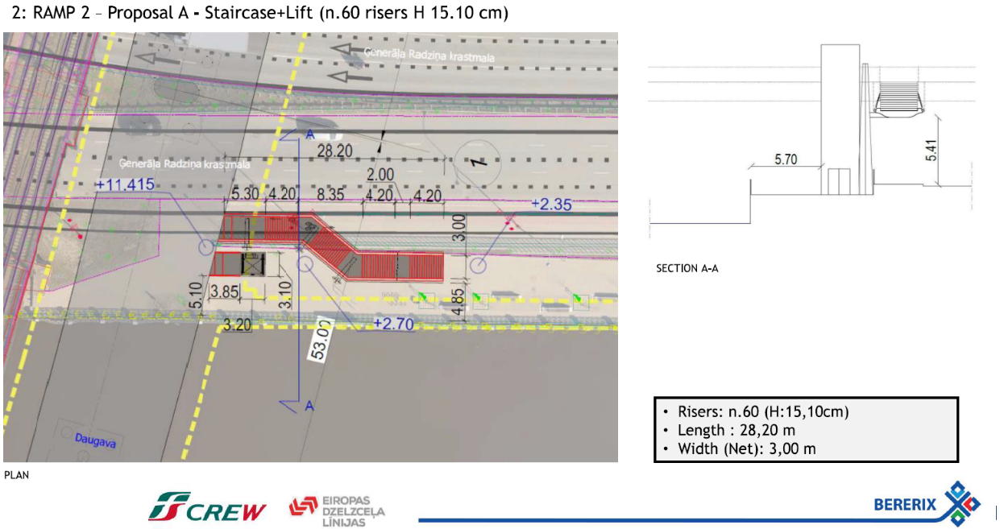 2: RAMP 2 – Proposal A - Staircase+Lift (n.60 risers H 15.10 cm)
Ģenerāļa Radziņa krastmala
A
28.20
1
Ģenerāļa Radziņa krastmala
2.00
+11.415
5.30
4.20
8.35
4.20
4.20
+2.35
3.00
5.10
3.85
3.10
4.85
3.20
+2.70
53.00
A
Daugava
PLAN
5.70
5.41
SECTION A-A
• Risers: n.60 (H:15,10cm)
• Length : 28,20 m
• Width (Net): 3,00 m
CREW
EIROPAS
DZELZCEĻA
LĪNIJAS
BERERIX